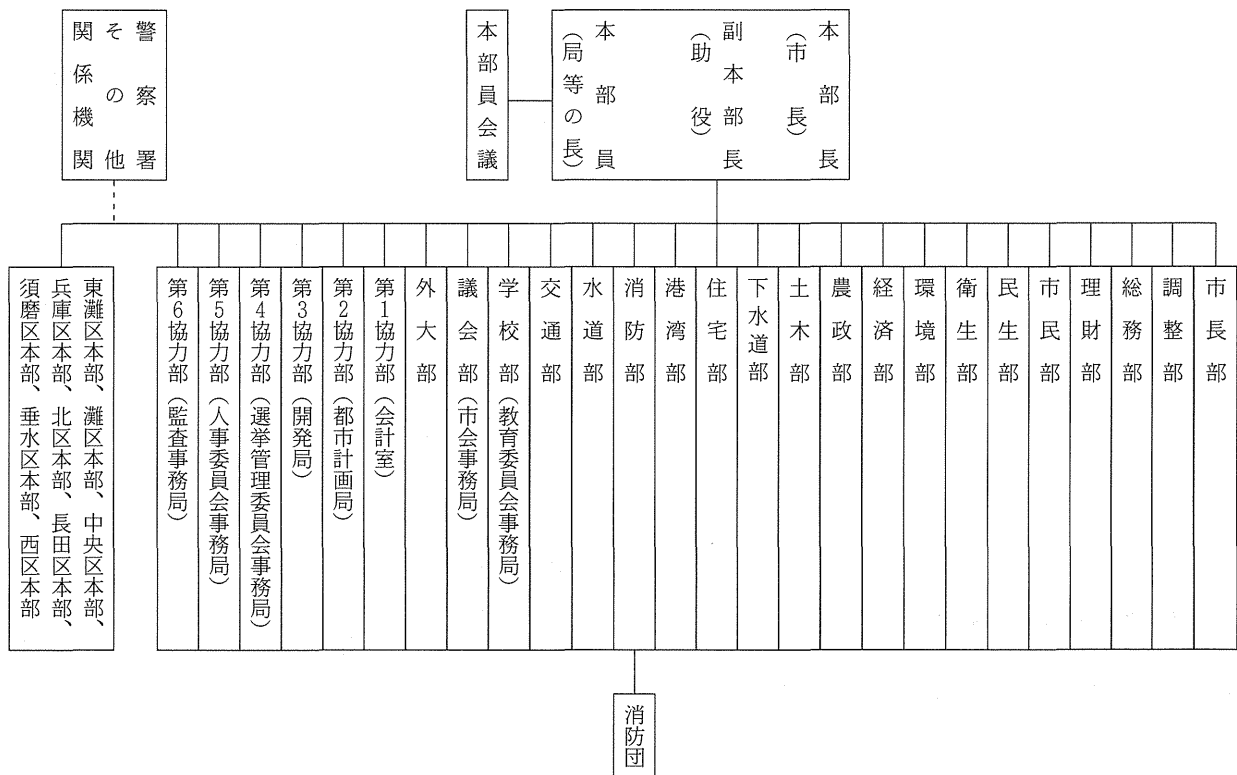 本部長
(市長)
副本部長
(助役)
本部員
(局等の長)
本部員会議
警察署
その他
関係機関
市長部
調整部
総務部
理財部
市民部
民生部
衛生部
環境部
経済部
農政部
土木部
下水道部
住宅部
港湾部
消防部
水道部
交通部
学校部(教育委員会事務局)
議会部(市会事務局)
外大部
第1協力部(会計室)
第2協力部(都市計画局)
第3協力部(開発局)
第4協力部(選挙管理委員会事務局)
第5協力部(人事委員会事務局)
第6協力部(監査事務局)
東灘区本部、灘区本部、中央区本部、
兵庫区本部、北区本部、長田区本部、
須磨区本部、垂水区本部、西区本部
消防団